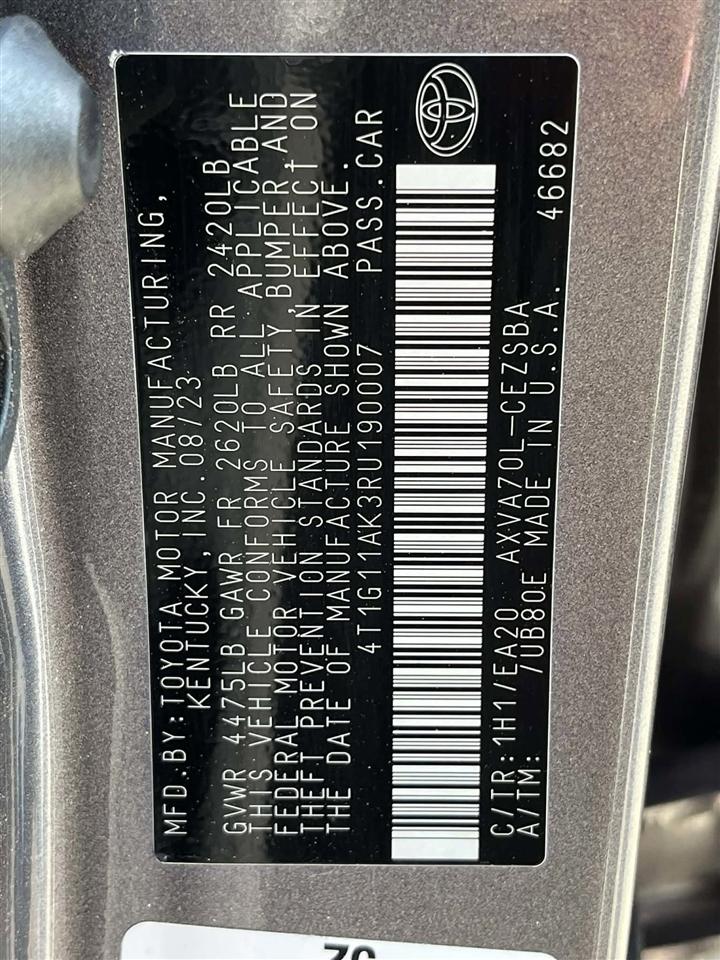 MFD.BY:TOYOTA MOTOR MANUFACTURING,
KENTUCKY,INC.08/23
GVWR 4475LB GAWR FR 2620LB RR 2420LB
THIS VEHICLE CONFORMS TO ALL APPLICABLE
FEDERAL MOTOR VEHICLE SAFETY,BUMPER,AND
THEFT PREVENTION STANDARDS IN EFFECT ON
THE DATE OF MANUFACTURE SHOWN ABOVE.
4T1G11AK3RU190007 PASS.CAR
C/TR:1H1/EA20 AXVA70L-CEZSBA 46682
A/TM: /UB80E MADE IN U.S.A.